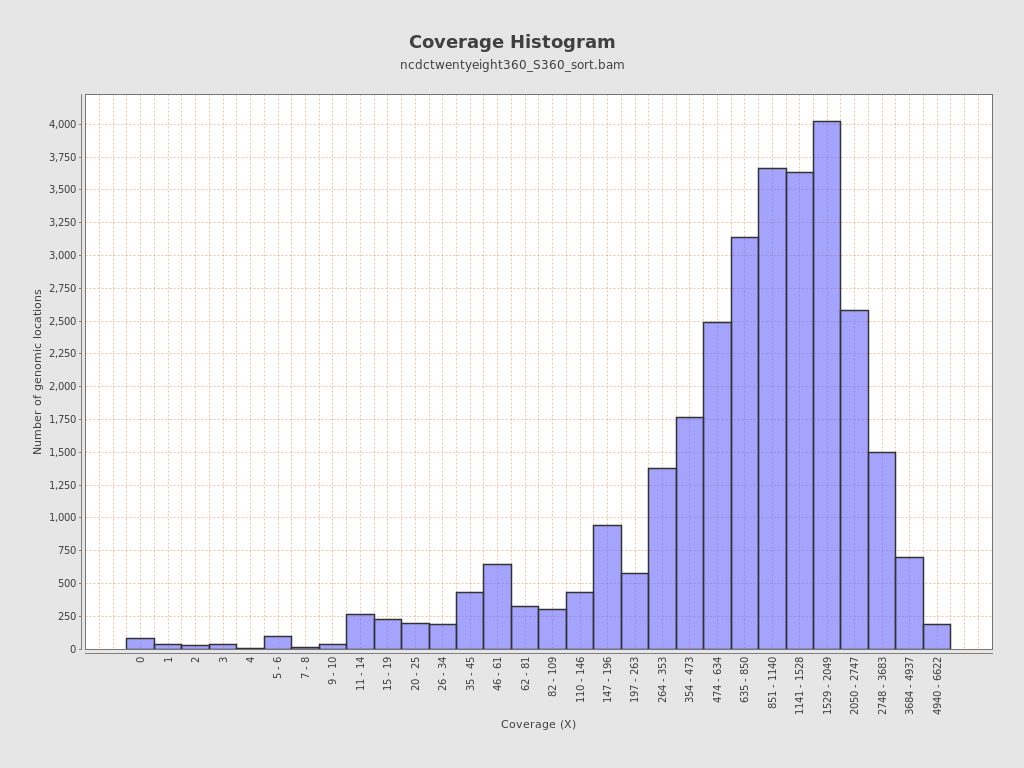 Coverage Histogram
ncdctwentyeight360_S360_sort.bam
Number of genomic locations
4,000
3,750
3,500
3,250
3,000
2,750
2,500
2,250
2,000
1,750
1,500
1,250
1,000
750
500
250
0
0
1
2
3
4
5 - 6
7 - 8
9 - 10
11 - 14
15 - 19
20 - 25
26 - 34
35 - 45
46 - 61
62 - 81
82 - 109
110 - 146
147 - 196
197 - 263
264 - 353
354 - 473
474 - 634
635 - 850
851 - 1140
1141 - 1528
1529 - 2049
2050 - 2747
2748 - 3683
3684 - 4937
4940 - 6622
Coverage (X)